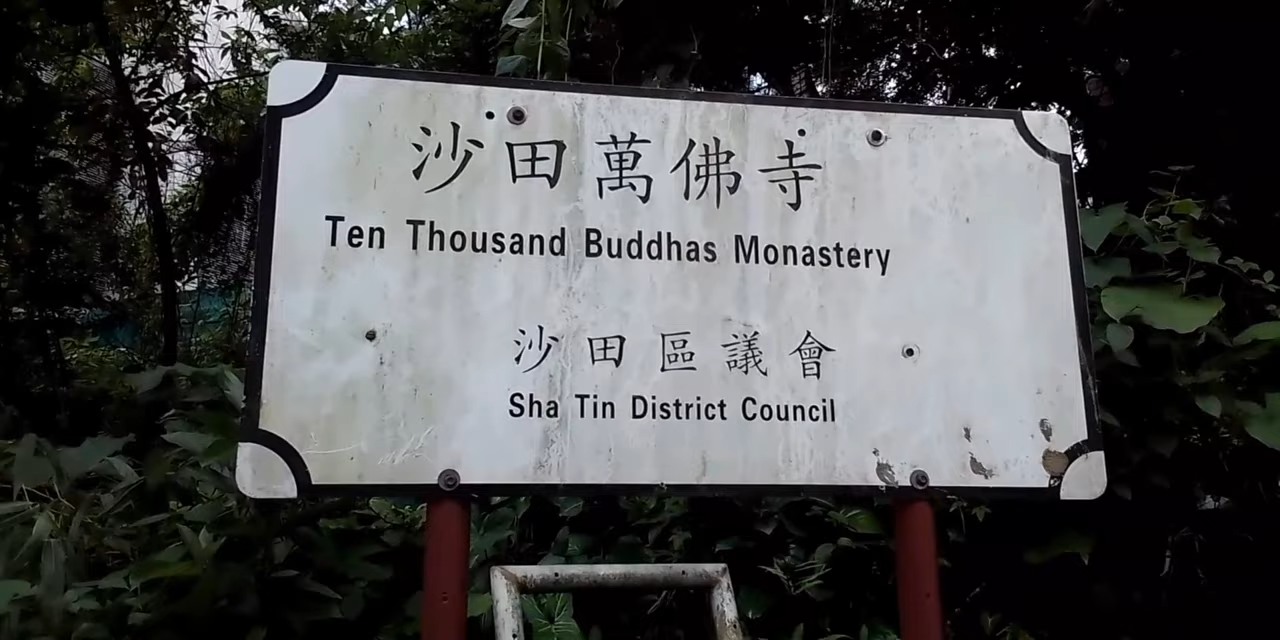 沙田萬佛寺
Ten Thousand Buddhas Monastery
沙田區議會
Sha Tin District Council